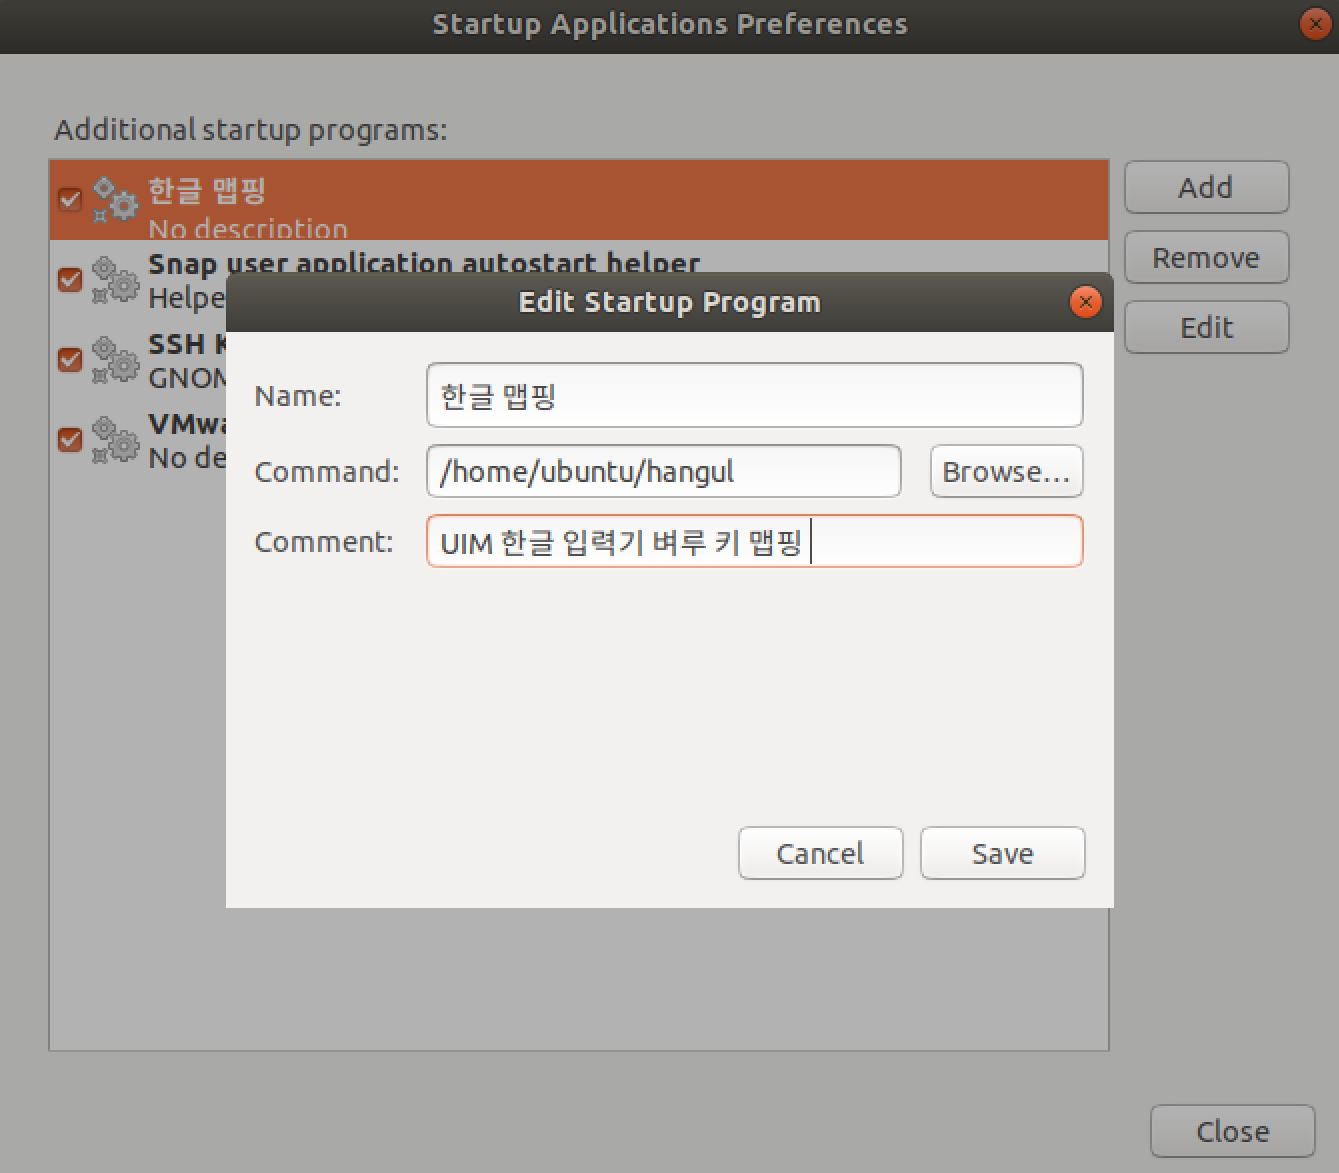 Startup Applications Preferences
Additional startup programs:
한글 맵핑
No description
Snap user application autostart helper
Helpe
SSH K
GNOM
VMwa
No de
Add
Remove
Edit
Edit Startup Program
Name: 한글 맵핑
Command: /home/ubuntu/hangul Browse...
Comment: UIM 한글 입력기 벼루 키 맵핑
Cancel Save
Close